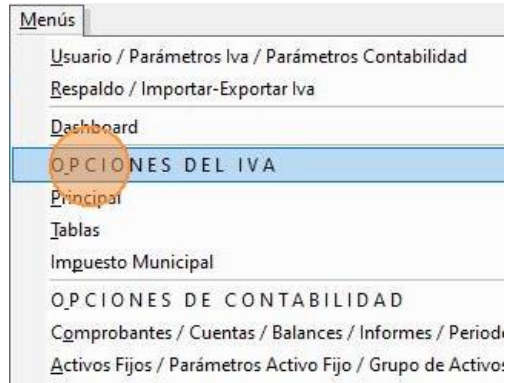 Menús
Usuario / Parámetros Iva / Parámetros Contabilidad
Respaldo / Importar-Exportar Iva
Dashboard
OPCIONES DEL IVA
Principal
Tablas
Impuesto Municipal
OPCIONES DE CONTABILIDAD
Comprobantes / Cuentas / Balances / Informes / Periodo
Activos Fijos / Parámetros Activo Fijo / Grupo de Activos